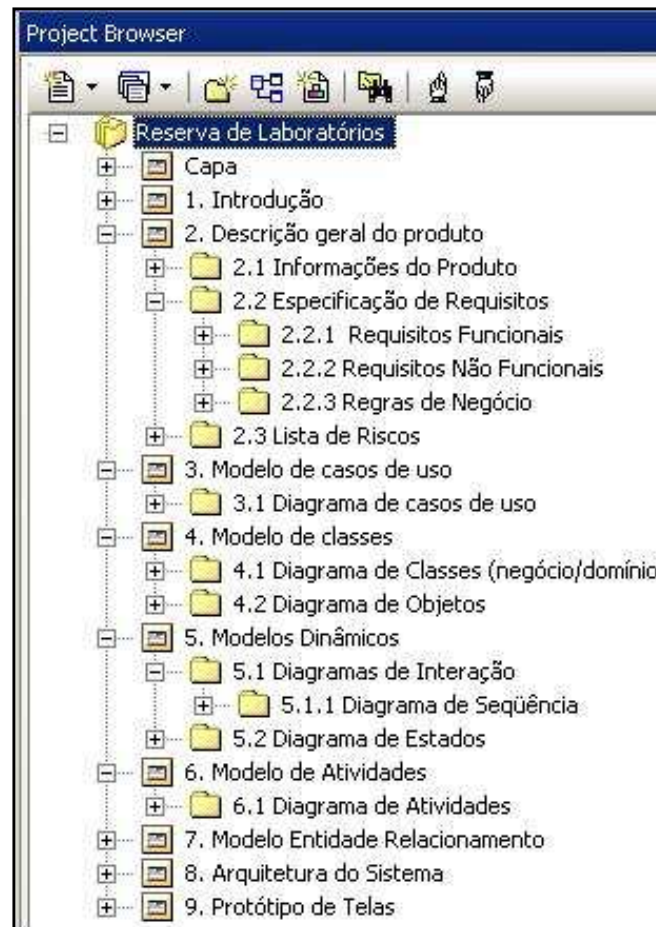 Project Browser
Reserva de Laboratórios
Capa
1. Introdução
2. Descrição geral do produto
2.1 Informações do Produto
2.2 Especificação de Requisitos
2.2.1 Requisitos Funcionais
2.2.2 Requisitos Não Funcionais
2.2.3 Regras de Negócio
2.3 Lista de Riscos
3. Modelo de casos de uso
3.1 Diagrama de casos de uso
4. Modelo de classes
4.1 Diagrama de Classes (negócio/domínio
4.2 Diagrama de Objetos
5. Modelos Dinâmicos
5.1 Diagramas de Interação
5.1.1 Diagrama de Seqüência
5.2 Diagrama de Estados
6. Modelo de Atividades
6.1 Diagrama de Atividades
7. Modelo Entidade Relacionamento
8. Arquitetura do Sistema
9. Protótipo de Telas